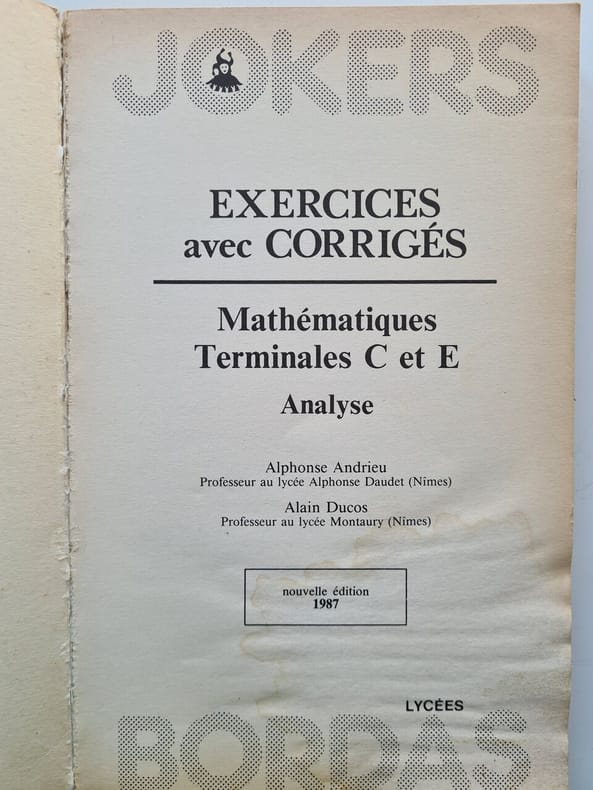 JOKERS
EXERCICES
avec CORRIGÉS
Mathématiques
Terminales C et E
Analyse
Alphonse Andrieu
Professeur au lycée Alphonse Daudet (Nîmes)
Alain Ducos
Professeur au lycée Montaury (Nîmes)
nouvelle édition
1987
LYCÉES
BORDAS